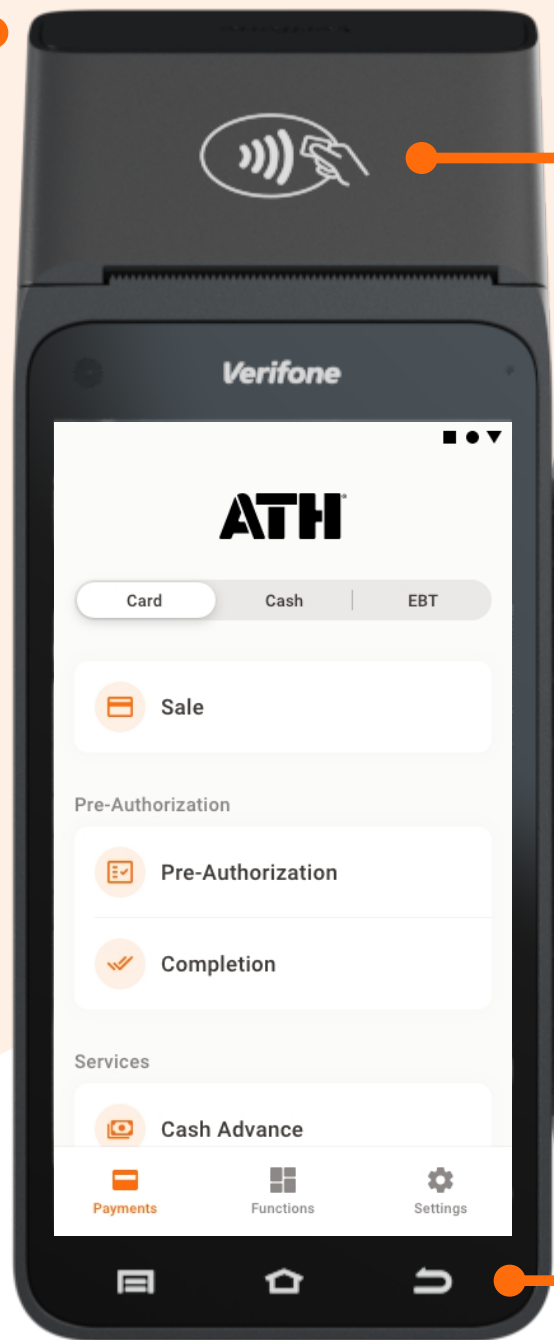 Verifone
ATH
Card Cash EBT
Sale
Pre-Authorization
Pre-Authorization
Completion
Services
Cash Advance
Payments Functions Settings